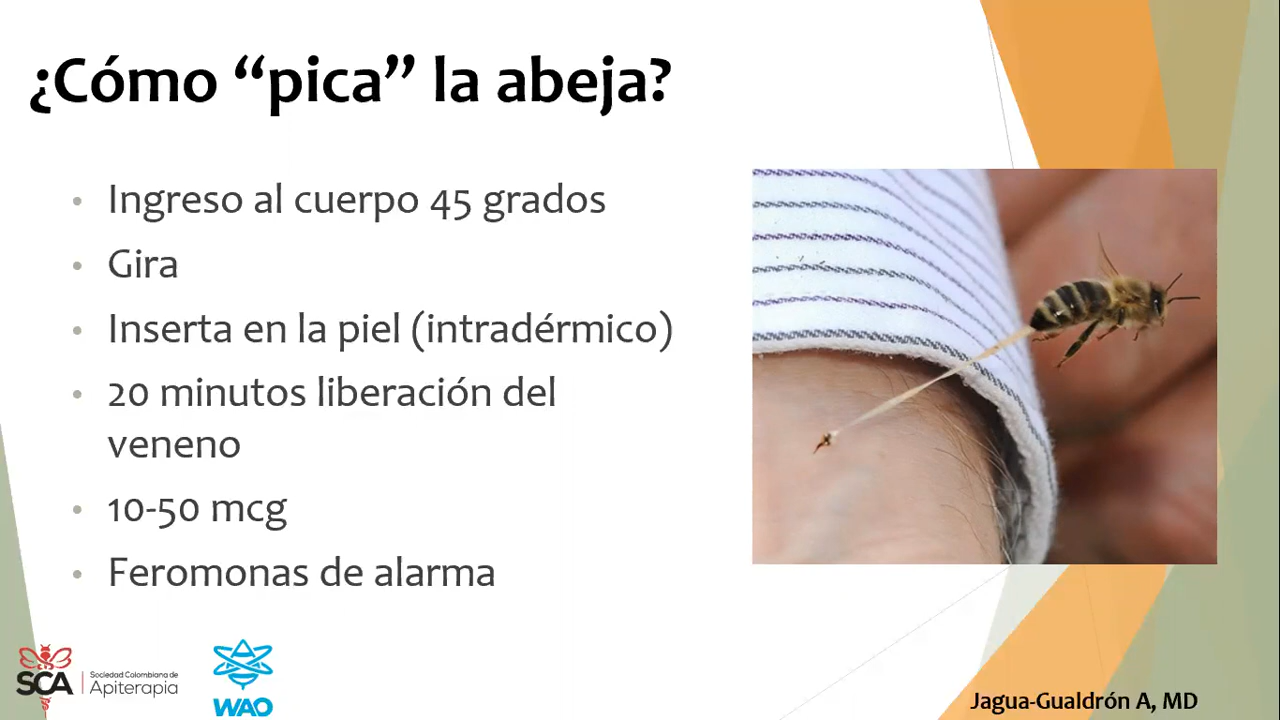 ¿Cómo “pica” la abeja?
• Ingreso al cuerpo 45 grados
• Gira
• Inserta en la piel (intradérmico)
• 20 minutos liberación del
veneno
• 10-50 mcg
• Feromonas de alarma
SCA
Sociedad Colombiana de
Apiterapia
WAO
Jagua-Gualdrón A, MD